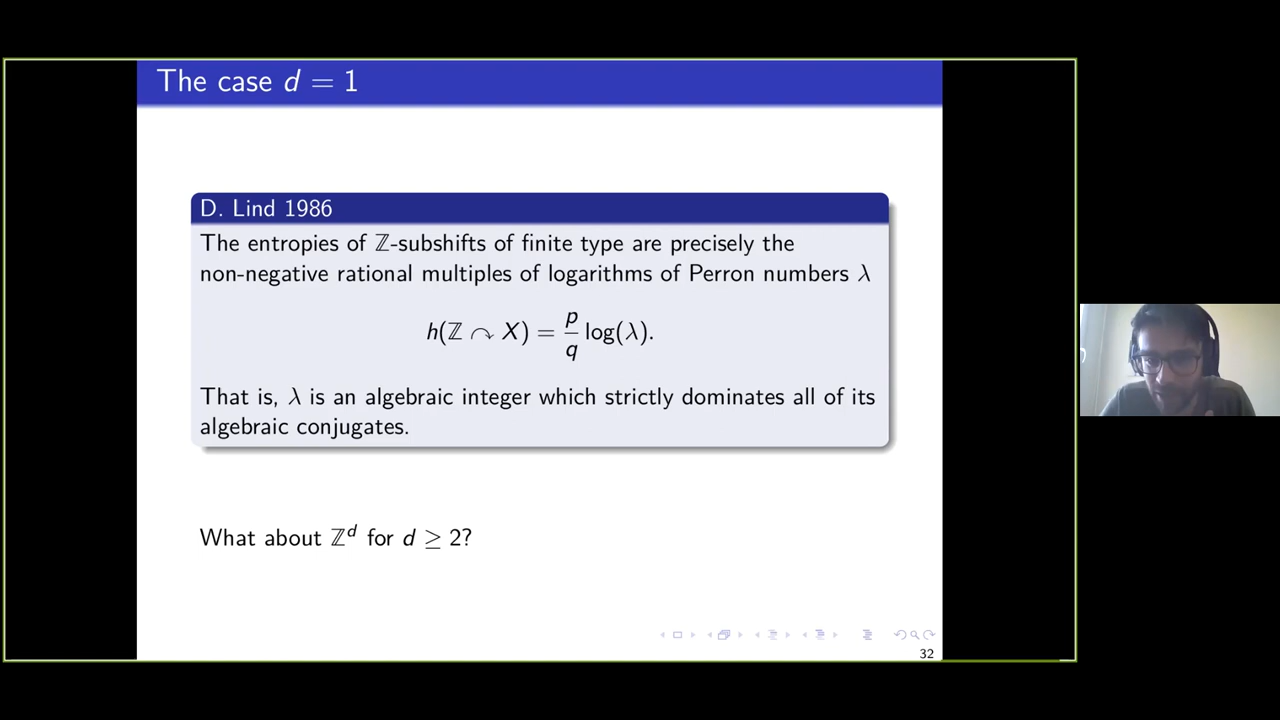 The case d = 1
D. Lind 1986
The entropies of ℤ-subshifts of finite type are precisely the
non-negative rational multiples of logarithms of Perron numbers λ
h(ℤ ↷ X) = p/q log(λ).
That is, λ is an algebraic integer which strictly dominates all of its
algebraic conjugates.
What about ℤ^d for d ≥ 2?
32